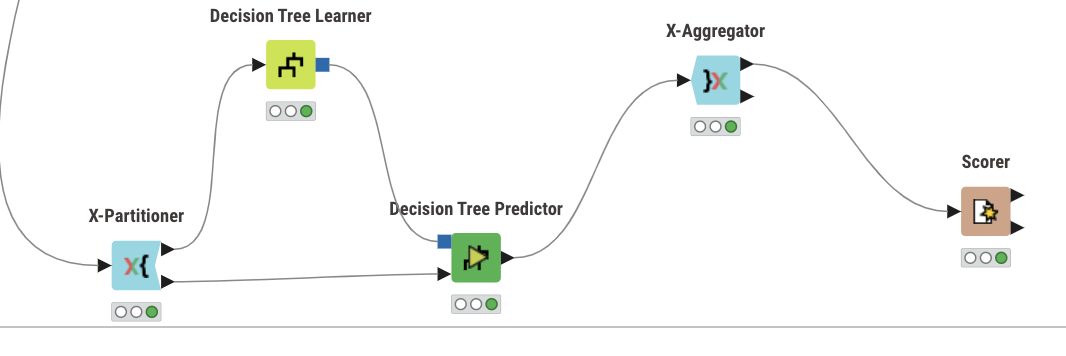 Decision Tree Learner
X-Aggregator
Scorer
X-Partitioner
Decision Tree Predictor
X{
}X